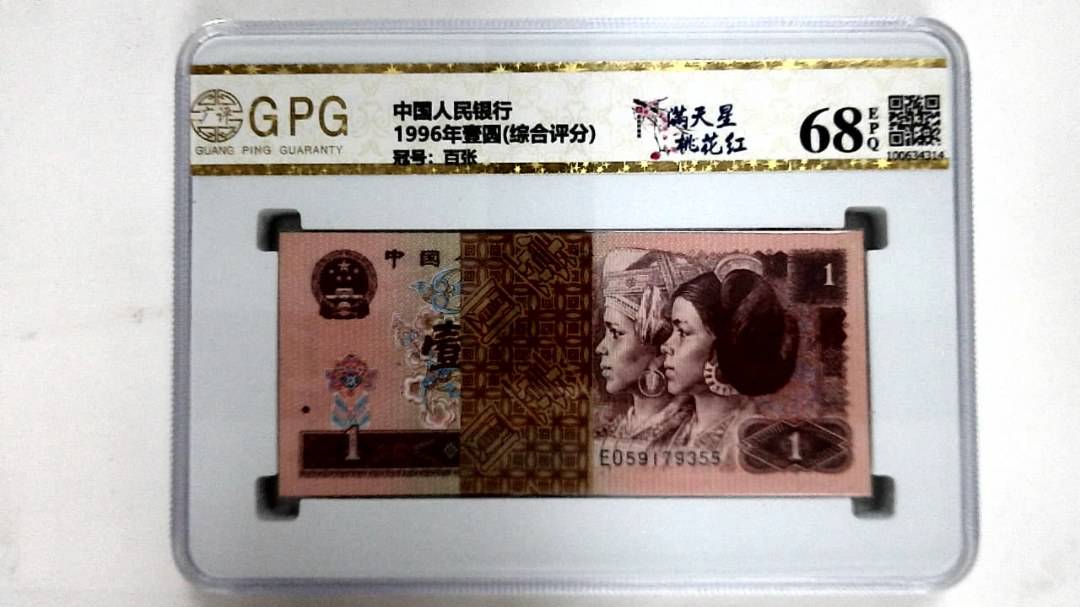 GPG
GUANG PING GUARANTY
中国人民银行
1996年壹圆(综合评分)
冠号：百张
满天星
桃花红
68
EPQ
100634314
中国
壹
1
1
1
E059179355